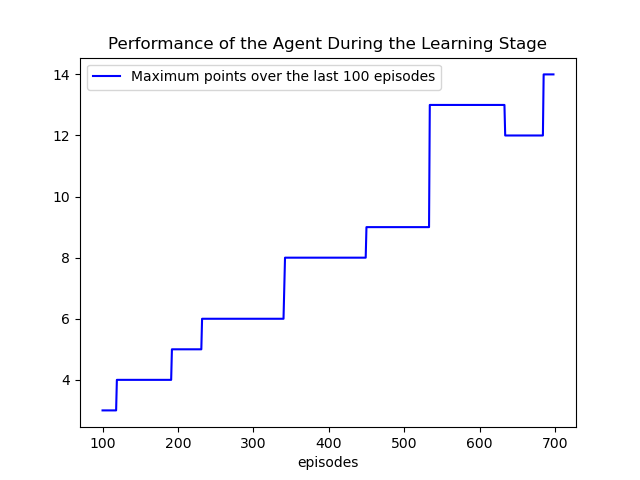 Performance of the Agent During the Learning Stage
Maximum points over the last 100 episodes
14
12
10
8
6
4
100 200 300 400 500 600 700
episodes